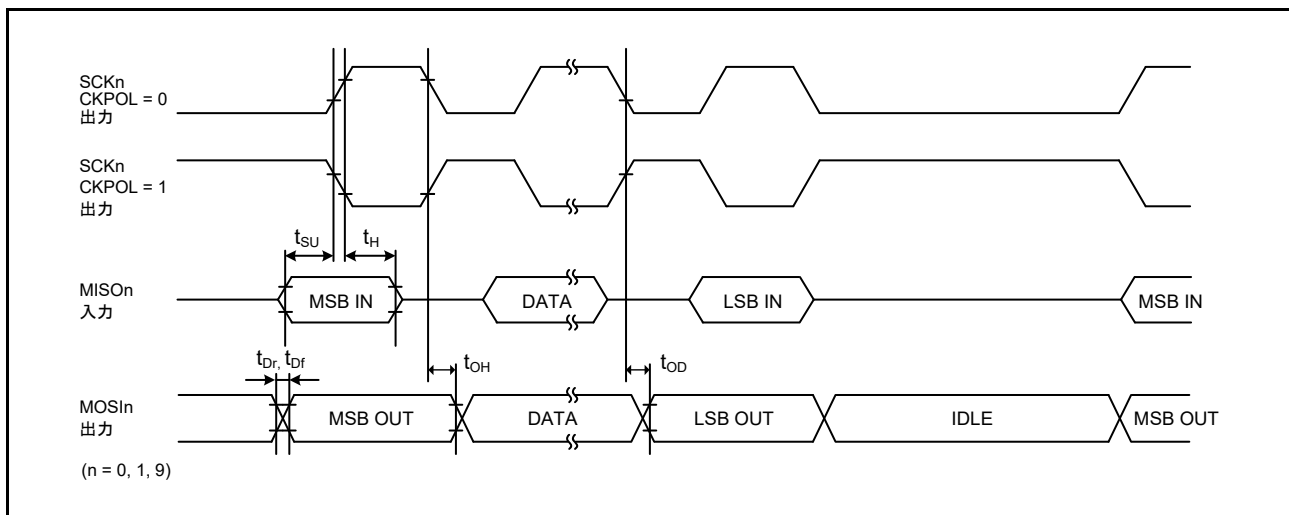 SCKn
CKPOL = 0
出力
SCKn
CKPOL = 1
出力
tSU
tH
MISOn
入力
MSB IN
DATA
LSB IN
MSB IN
tDr, tDf
tOH
tOD
MOSIn
出力
MSB OUT
DATA
LSB OUT
IDLE
MSB OUT
(n = 0, 1, 9)